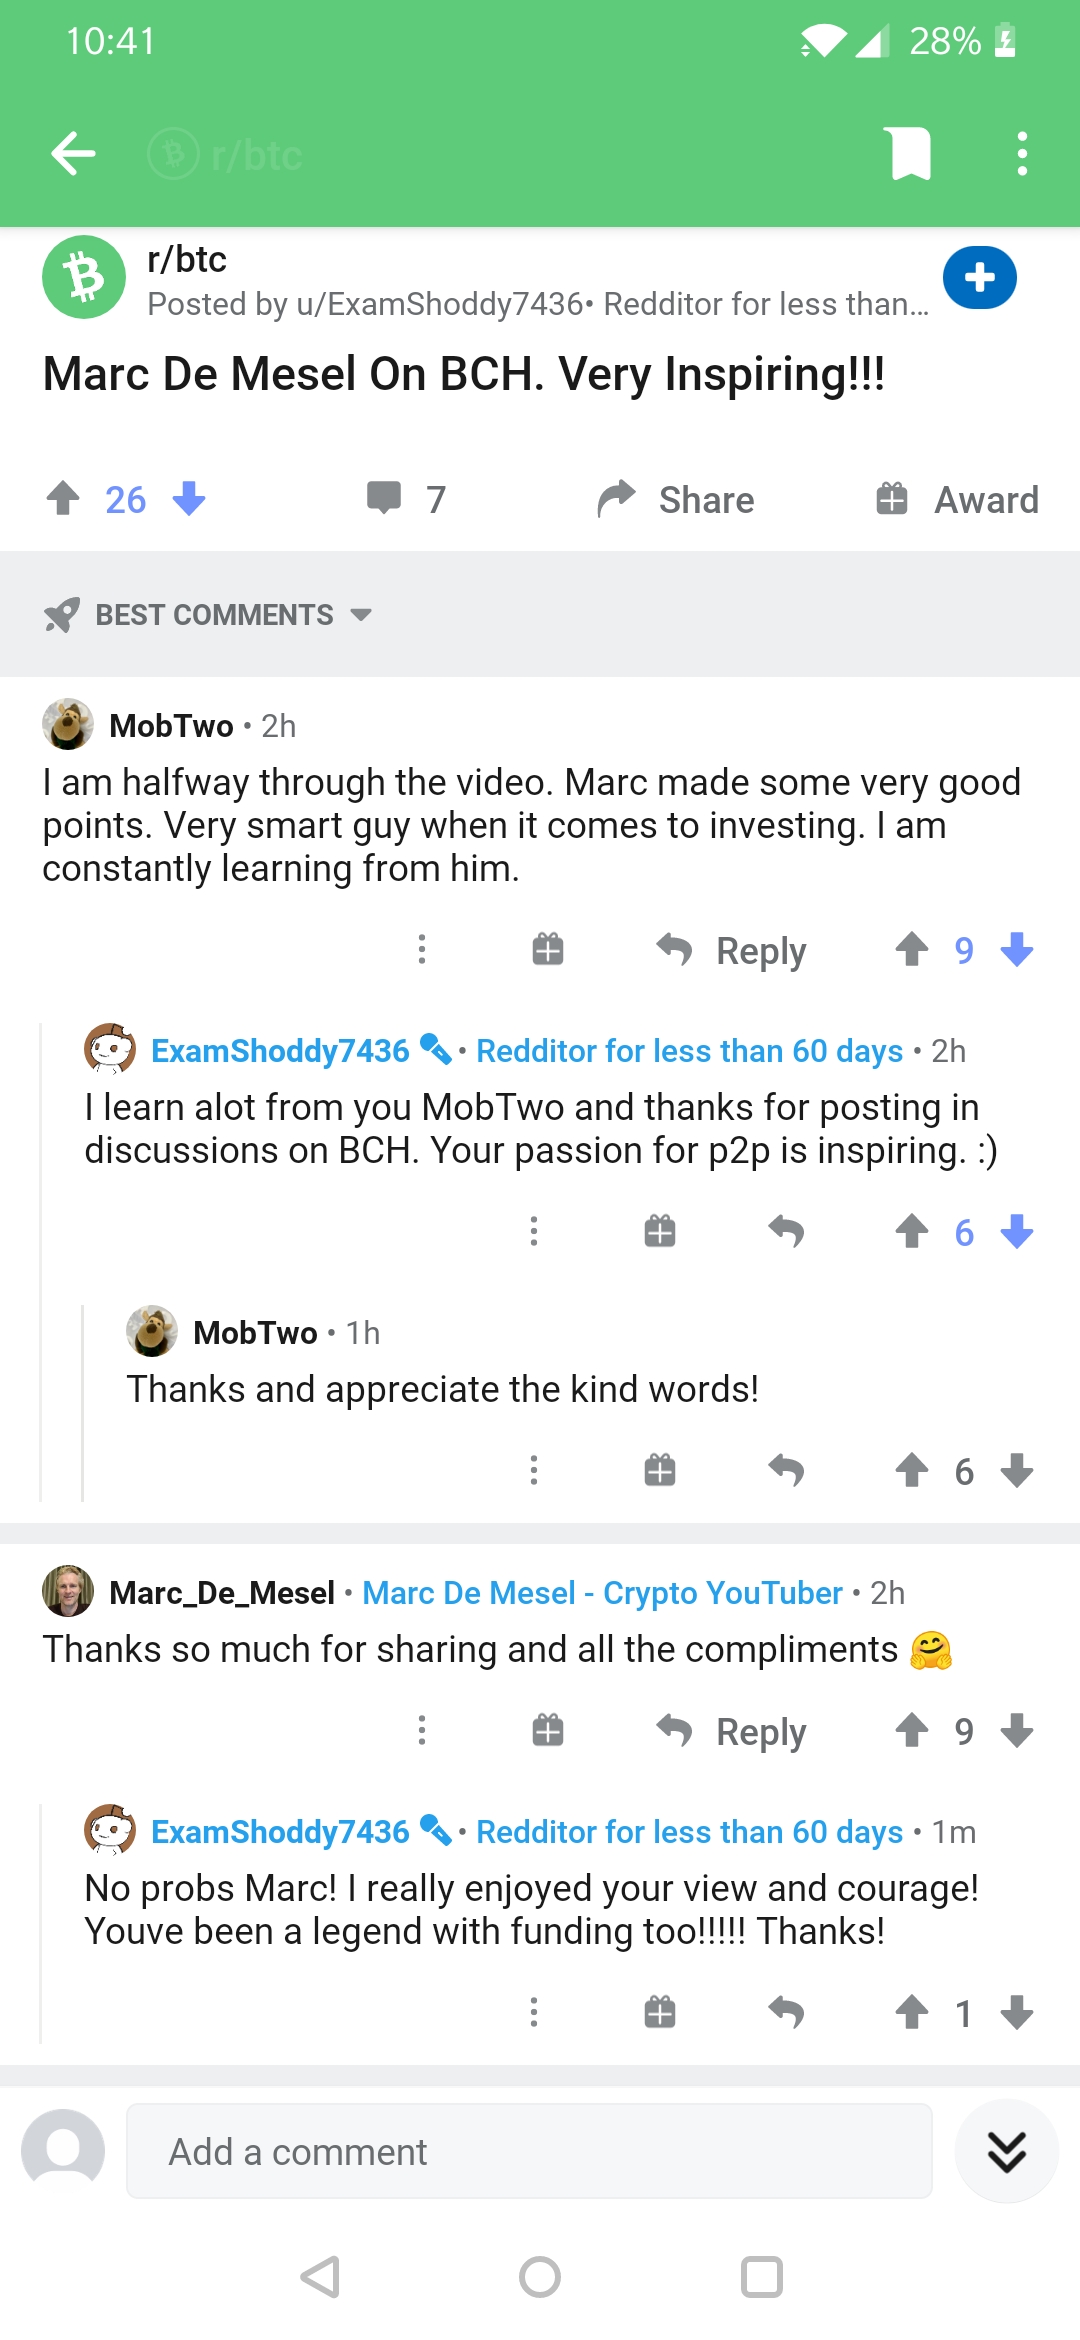 10:41
28%
r/btc
r/btc
Posted by u/ExamShoddy7436• Redditor for less than...
Marc De Mesel On BCH. Very Inspiring!!!
26
7
Share
Award
BEST COMMENTS
MobTwo • 2h
I am halfway through the video. Marc made some very good
points. Very smart guy when it comes to investing. I am
constantly learning from him.
Reply
9
ExamShoddy7436 🎤 • Redditor for less than 60 days • 2h
I learn alot from you MobTwo and thanks for posting in
discussions on BCH. Your passion for p2p is inspiring. :)
6
MobTwo • 1h
Thanks and appreciate the kind words!
6
Marc_De_Mesel • Marc De Mesel - Crypto YouTuber • 2h
Thanks so much for sharing and all the compliments 🤗
Reply
9
ExamShoddy7436 🎤 • Redditor for less than 60 days • 1m
No probs Marc! I really enjoyed your view and courage!
Youve been a legend with funding too!!!!! Thanks!
1
Add a comment